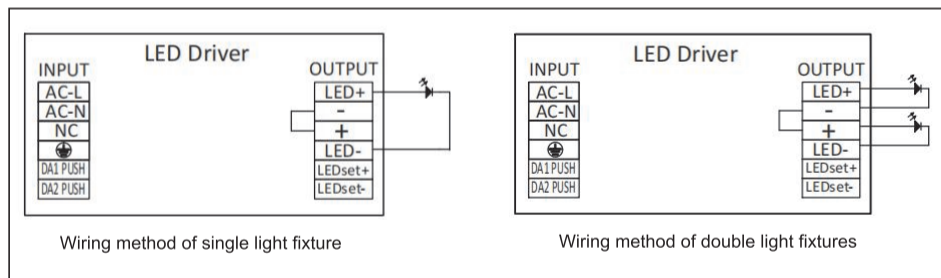 LED Driver
INPUT
AC-L
AC-N
NC
DA1 PUSH
DA2 PUSH
OUTPUT
LED+
-
+
LED-
LEDset+
LEDset-
Wiring method of single light fixture
LED Driver
INPUT
AC-L
AC-N
NC
DA1 PUSH
DA2 PUSH
OUTPUT
LED+
-
+
LED-
LEDset+
LEDset-
Wiring method of double light fixtures